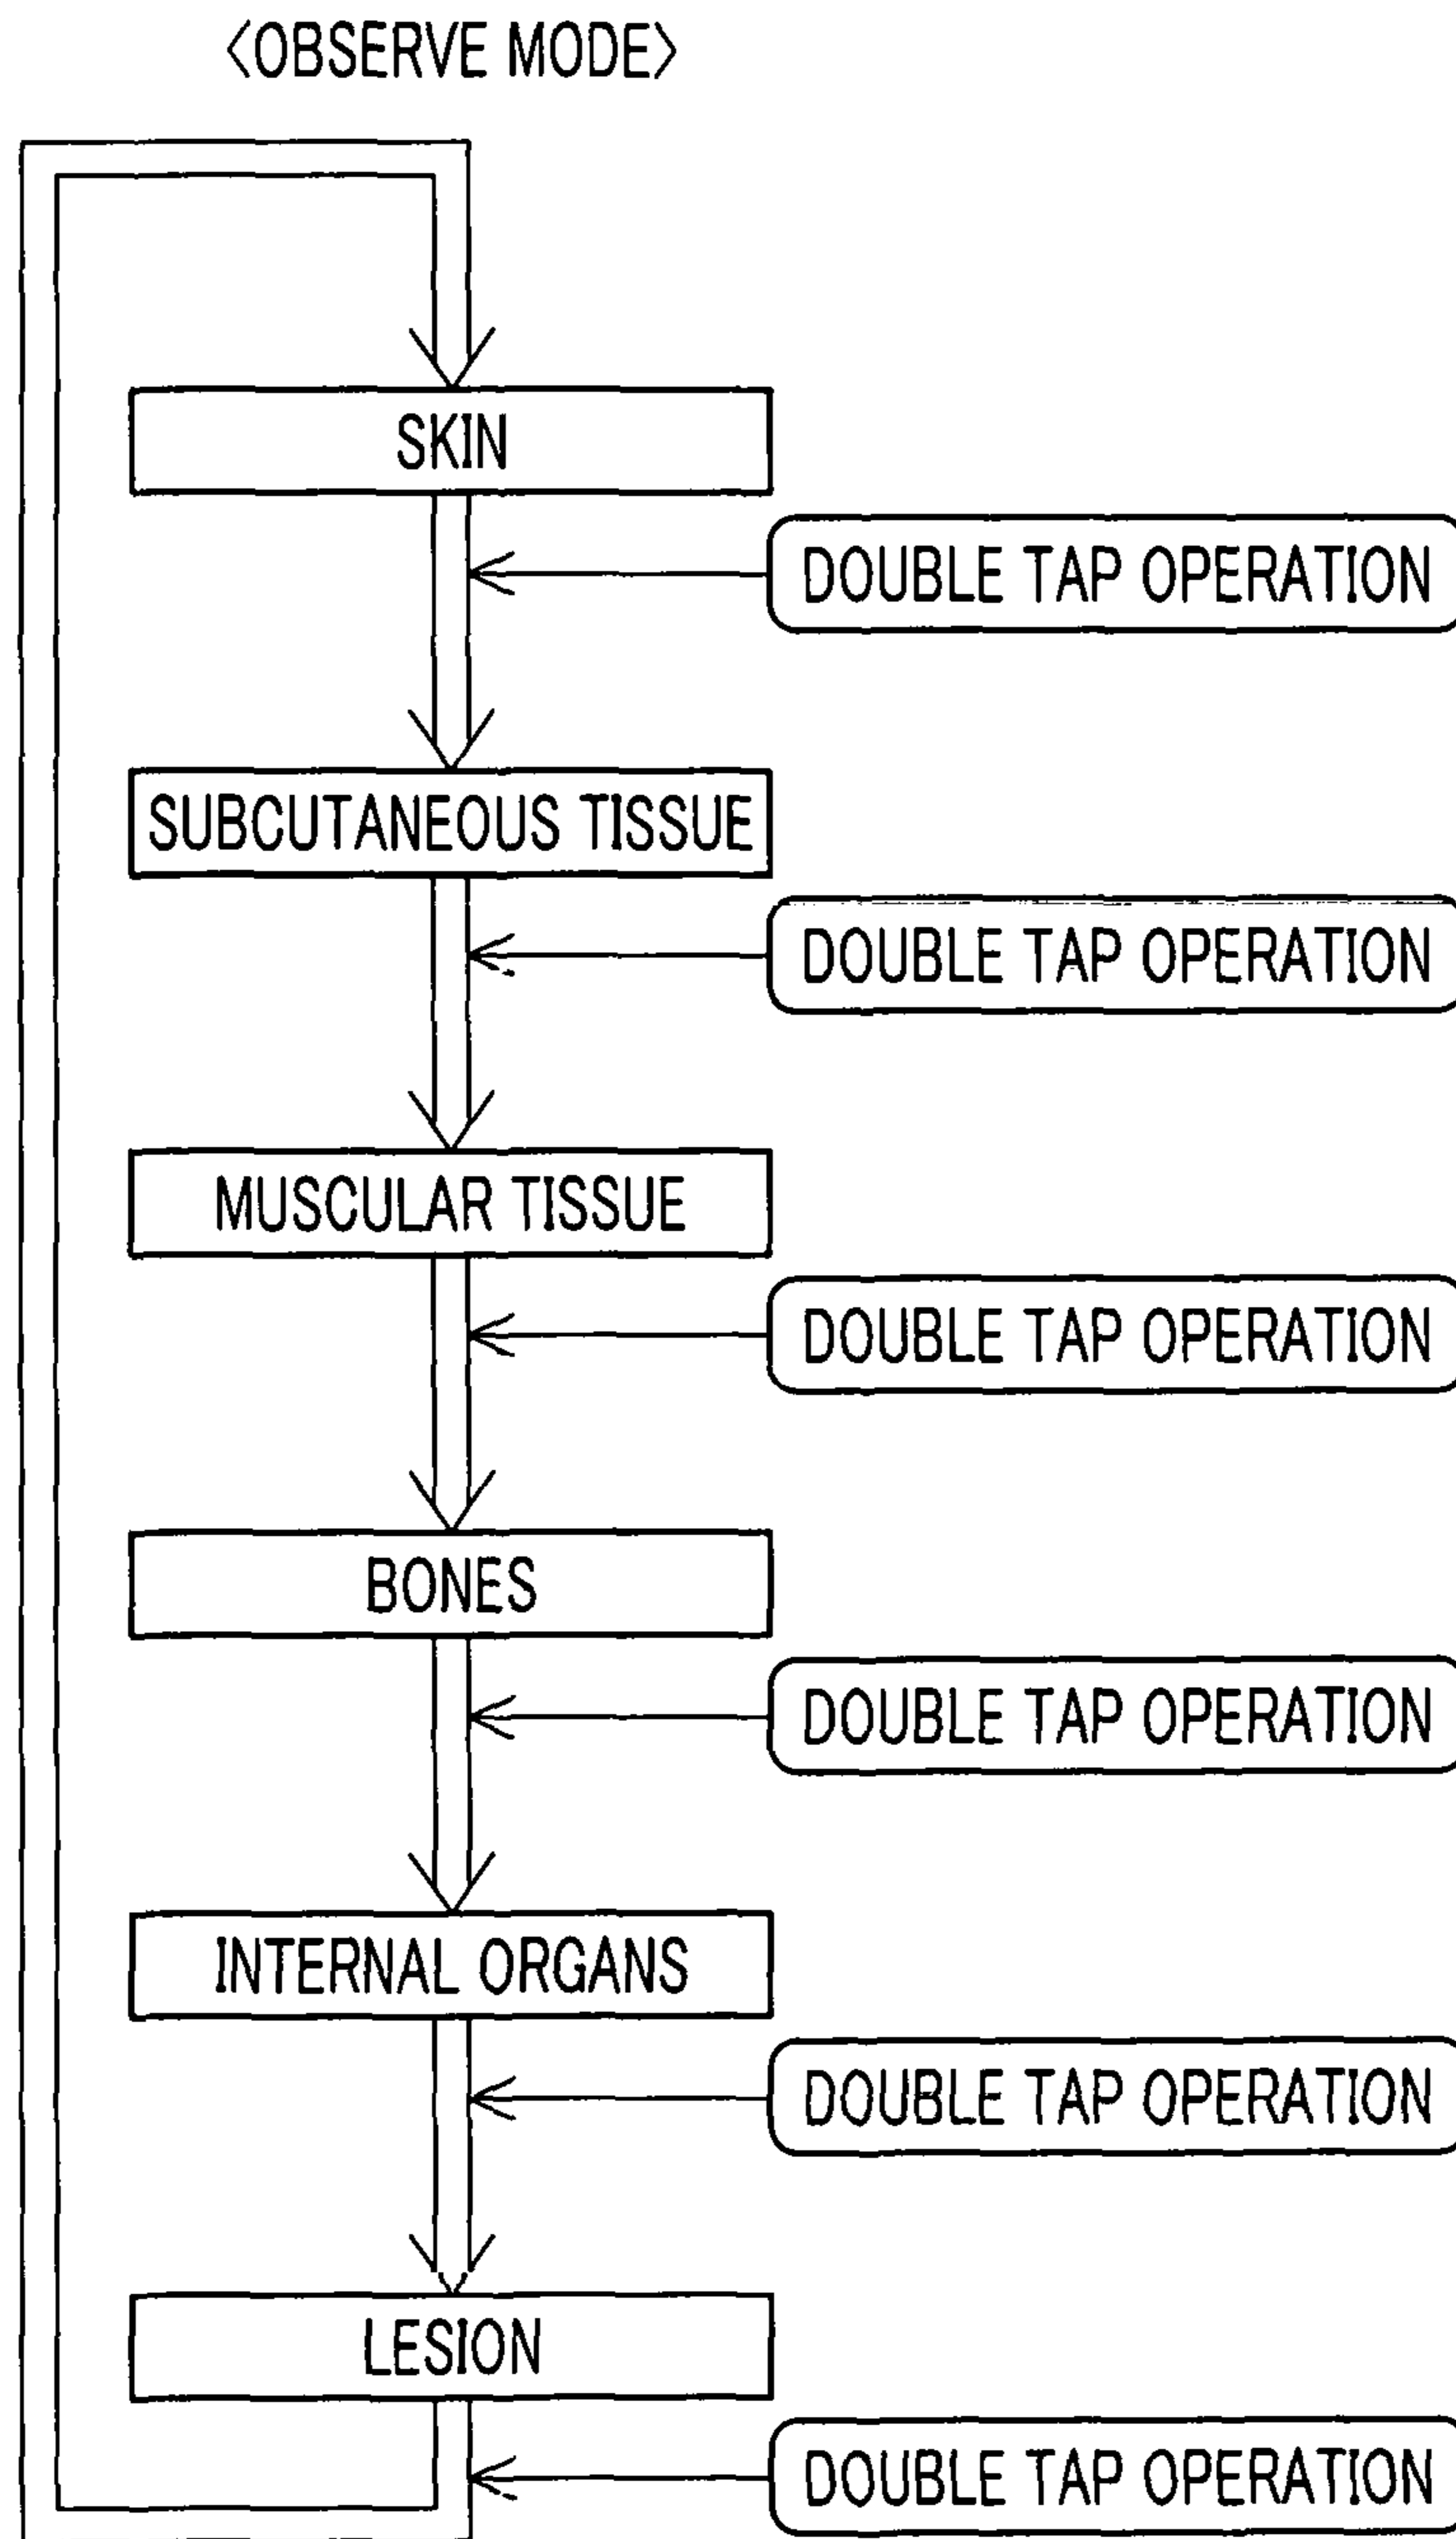 <OBSERVE MODE>
SKIN
DOUBLE TAP OPERATION
SUBCUTANEOUS TISSUE
DOUBLE TAP OPERATION
MUSCULAR TISSUE
DOUBLE TAP OPERATION
BONES
DOUBLE TAP OPERATION
INTERNAL ORGANS
DOUBLE TAP OPERATION
LESION
DOUBLE TAP OPERATION